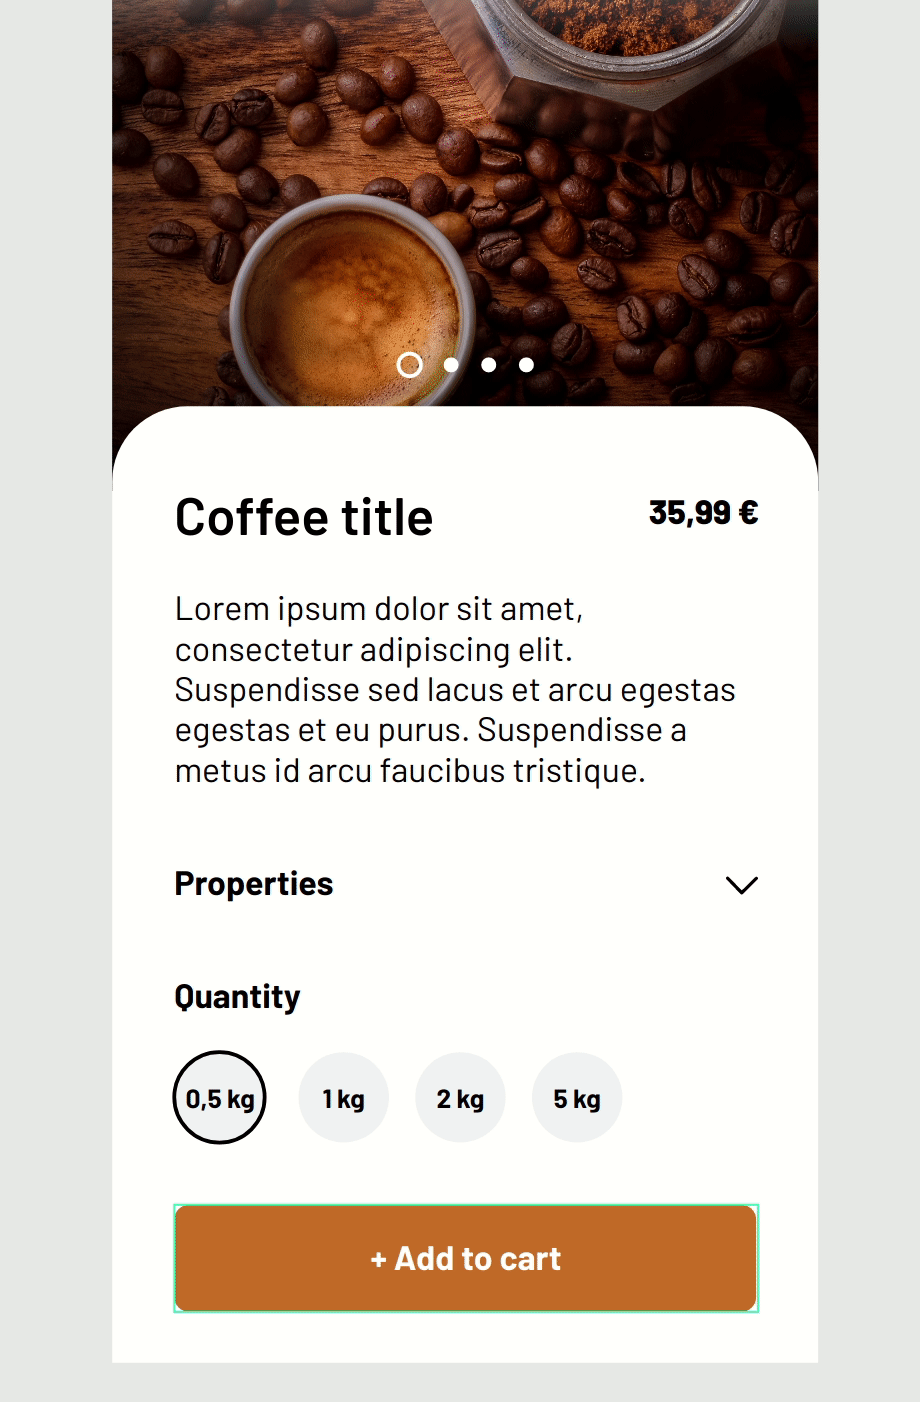 Coffee title
35,99 €
Lorem ipsum dolor sit amet,
consectetur adipiscing elit.
Suspendisse sed lacus et arcu egestas
egestas et eu purus. Suspendisse a
metus id arcu faucibus tristique.
Properties
Quantity
0,5 kg
1 kg
2 kg
5 kg
+ Add to cart